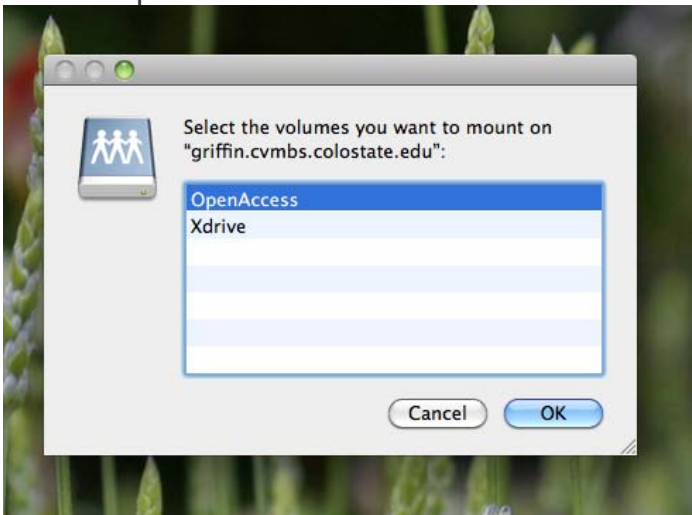 Select the volumes you want to mount on
"griffin.cvmbs.colostate.edu":
OpenAccess
Xdrive
Cancel
OK